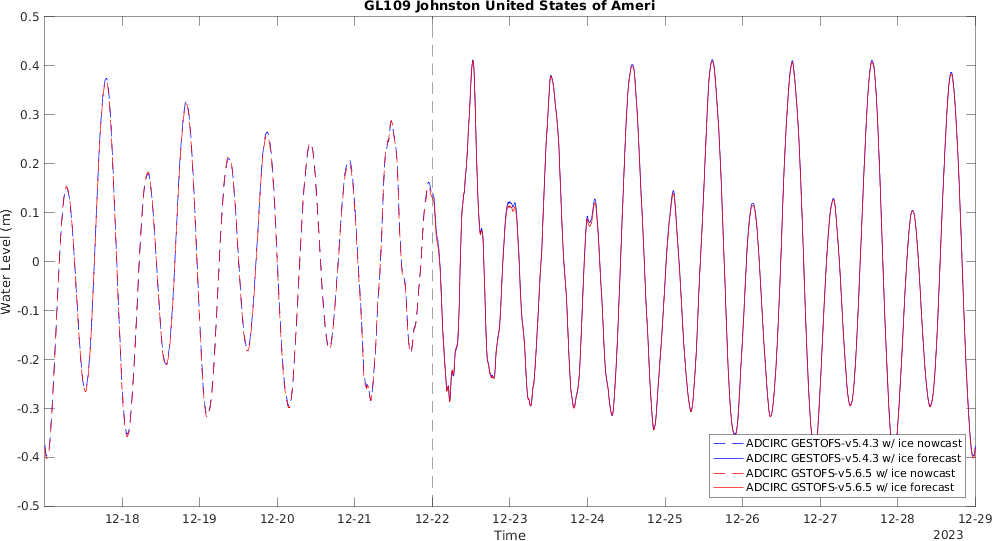 GL109 Johnston United States of Ameri
0.5
0.4
0.3
0.2
0.1
0
-0.1
-0.2
-0.3
-0.4
-0.5
Water Level (m)
ADCIRC GESTOFS-v5.4.3 w/ ice nowcast
ADCIRC GESTOFS-v5.4.3 w/ ice forecast
ADCIRC GSTOFS-v5.6.5 w/ ice nowcast
ADCIRC GSTOFS-v5.6.5 w/ ice forecast
12-18 12-19 12-20 12-21 12-22 12-23 12-24 12-25 12-26 12-27 12-28 12-29
Time
2023